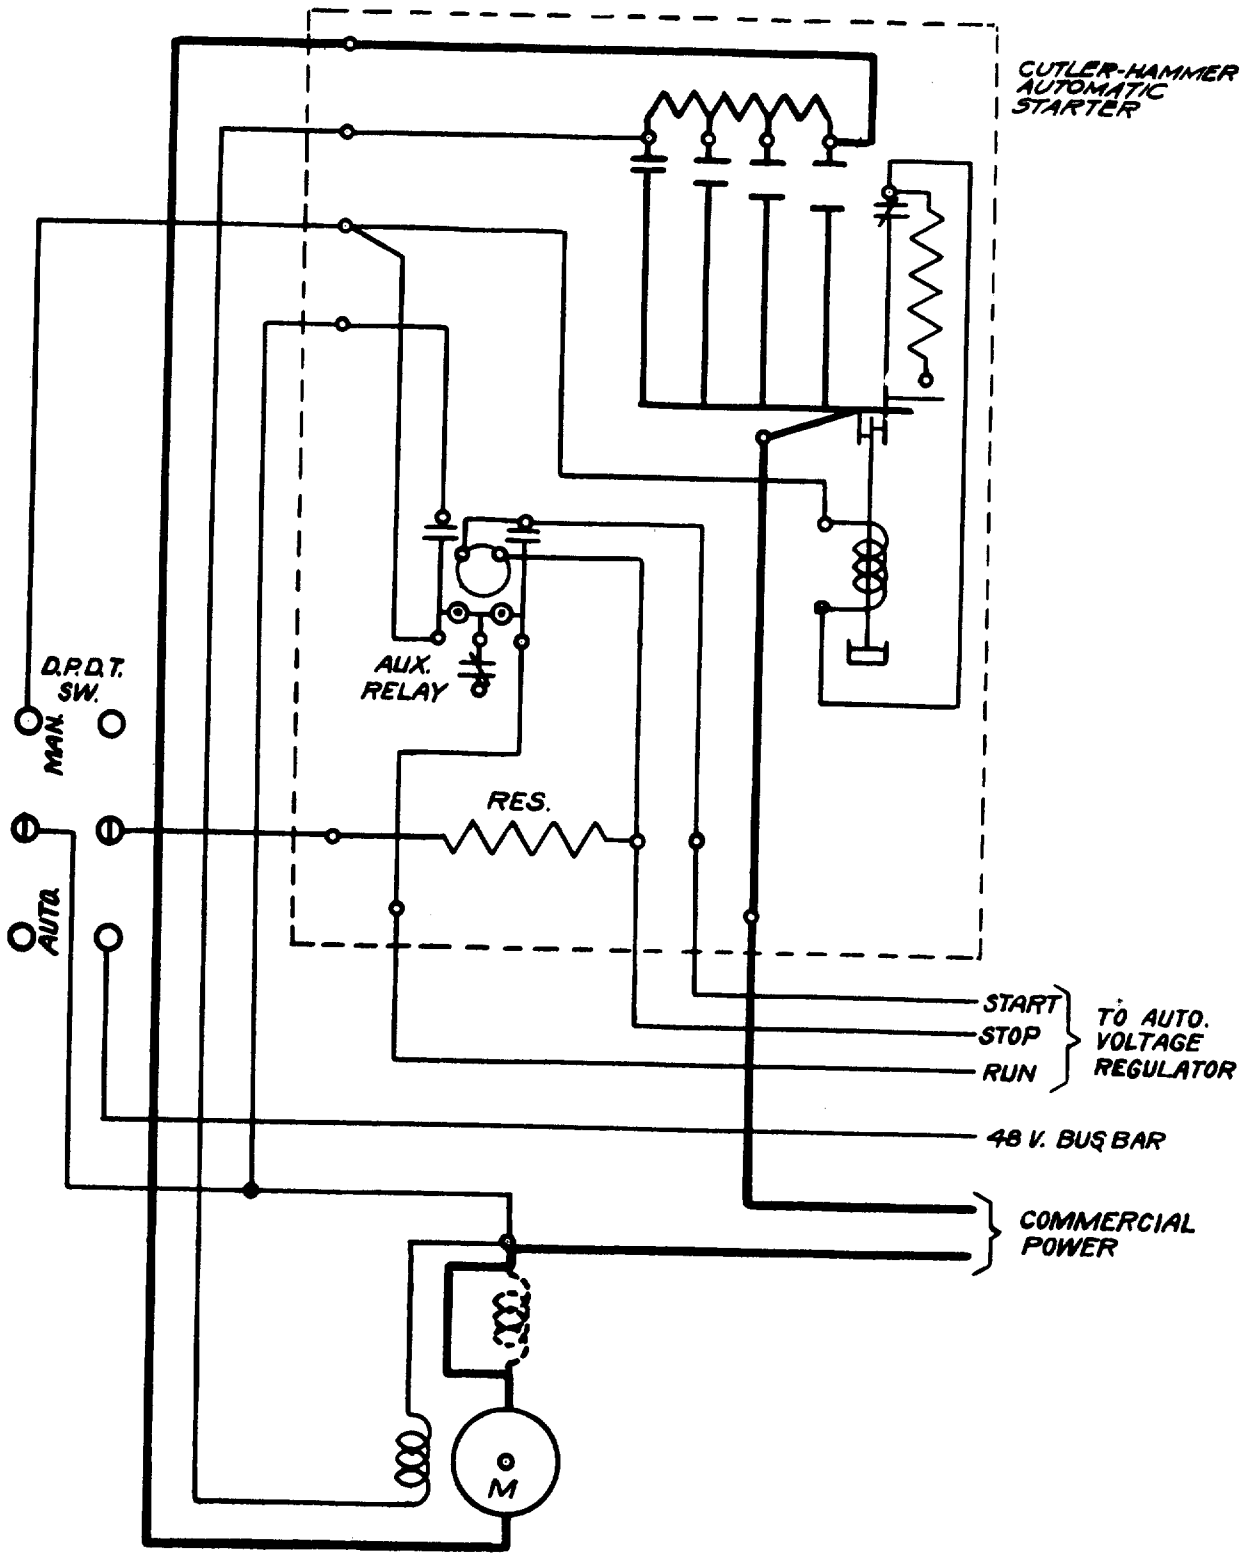 CUTLER-HAMMER
AUTOMATIC
STARTER
AUX.
RELAY
D.P.D.T.
SW.
MAN.
RES.
AUTO.
START
STOP
RUN
TO AUTO.
VOLTAGE
REGULATOR
48 V. BUS BAR
COMMERCIAL
POWER
M